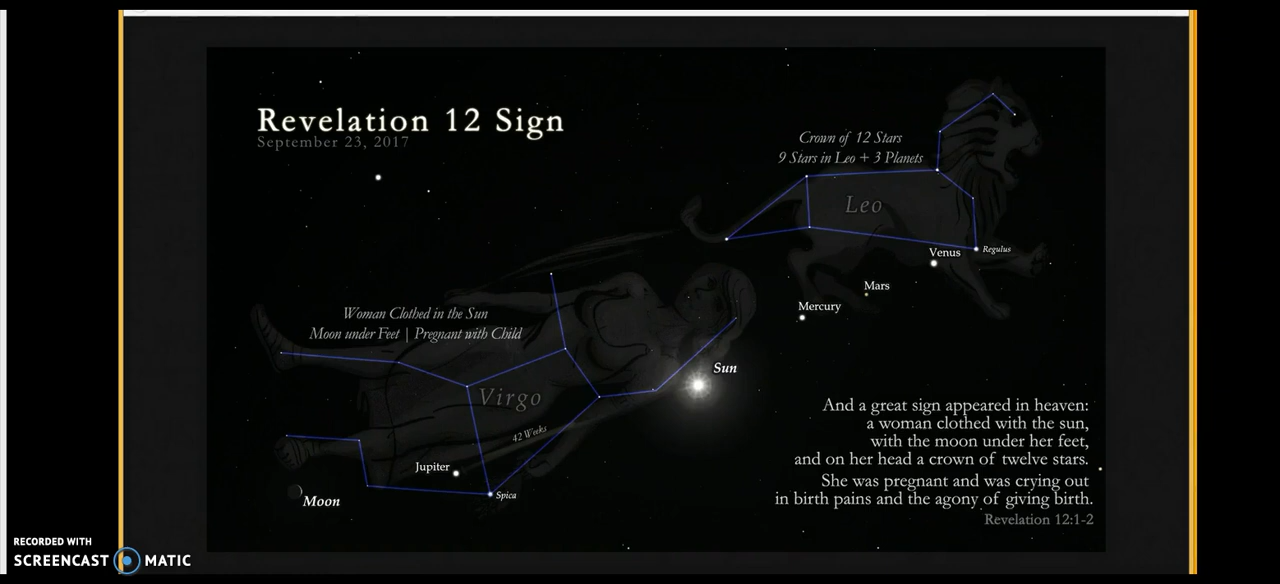 Revelation 12 Sign
September 23, 2017
Crown of 12 Stars
9 Stars in Leo + 3 Planets
Leo
Venus
Regulus
Mars
Mercury
Woman Clothed in the Sun
Moon under Feet | Pregnant with Child
Sun
Virgo
42 Weeks
Jupiter
Spica
Moon
And a great sign appeared in heaven:
a woman clothed with the sun,
with the moon under her feet,
and on her head a crown of twelve stars.
She was pregnant and was crying out
in birth pains and the agony of giving birth.
Revelation 12:1-2
RECORDED WITH
SCREENCAST MATIC